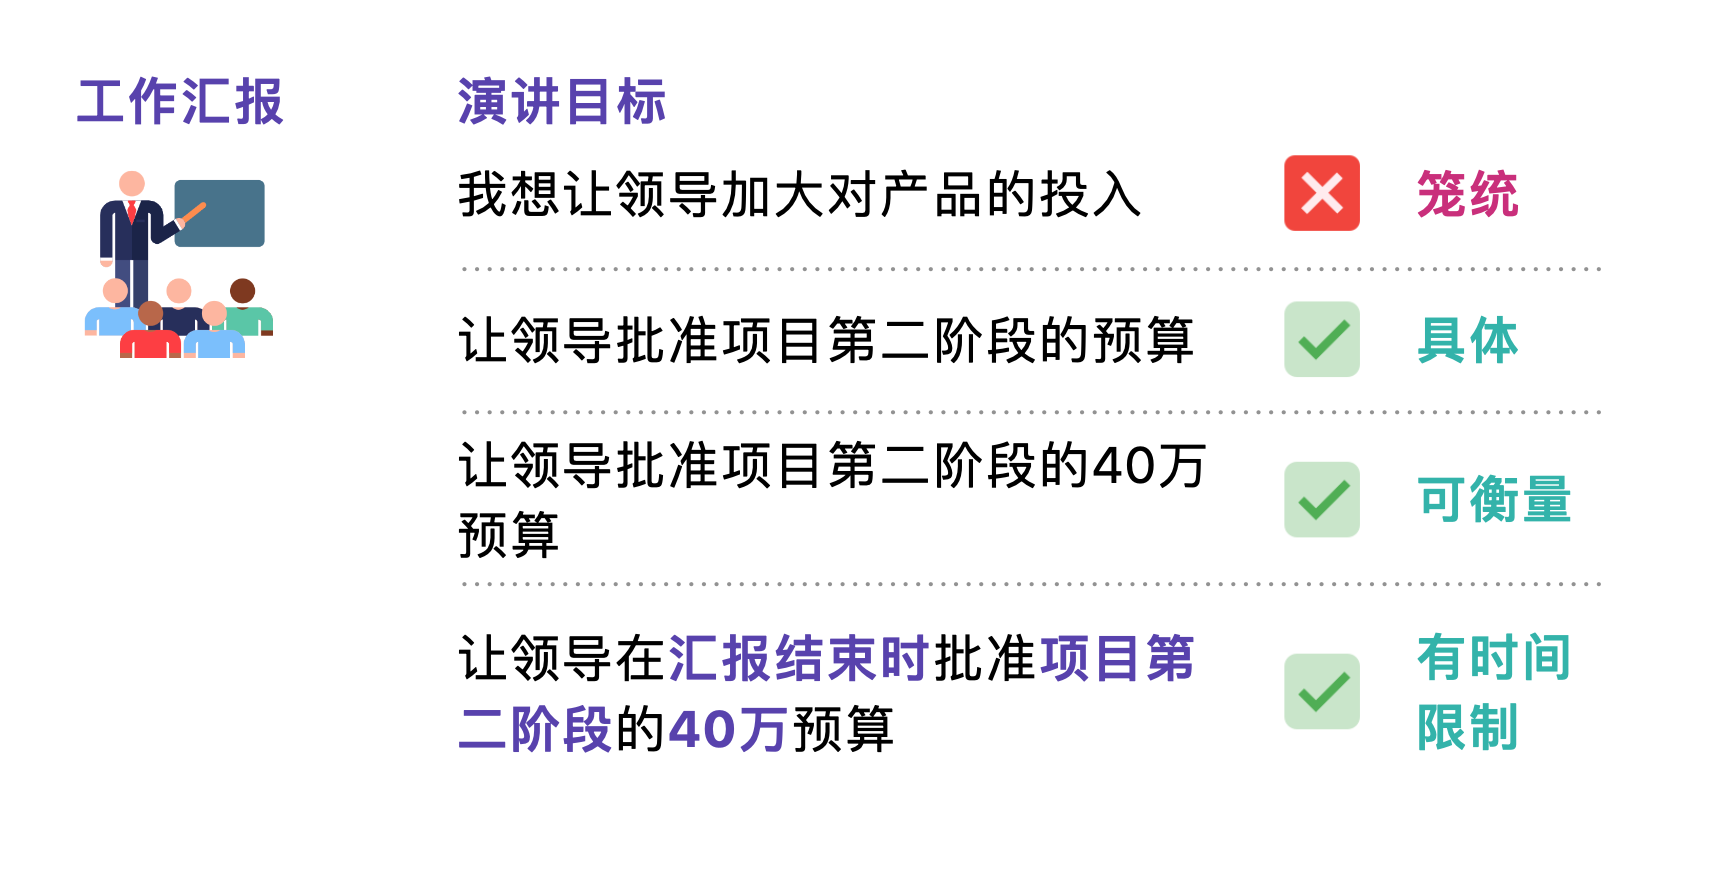 工作汇报
演讲目标
我想让领导加大对产品的投入
笼统
让领导批准项目第二阶段的预算
具体
让领导批准项目第二阶段的40万
预算
可衡量
让领导在汇报结束时批准项目第
二阶段的40万预算
有时间
限制